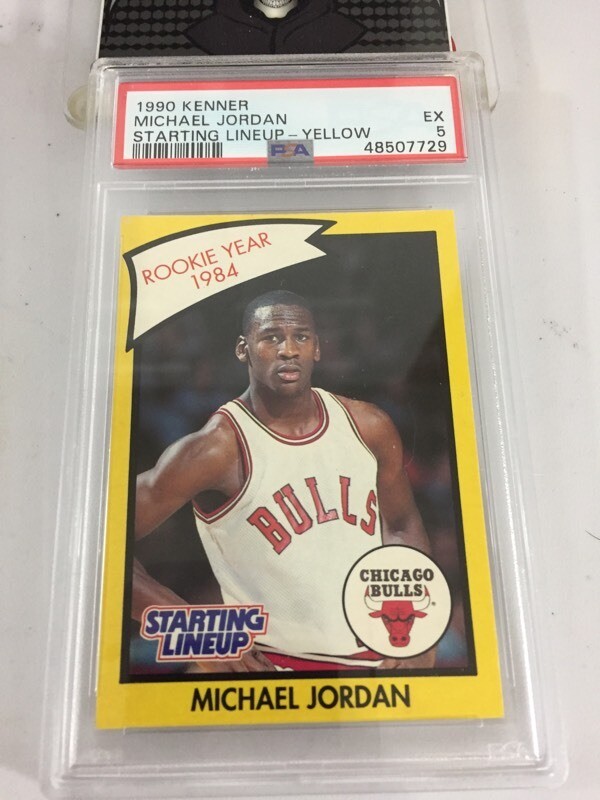 1990 KENNER
MICHAEL JORDAN EX
STARTING LINEUP - YELLOW 5
PSA 48507729
ROOKIE YEAR
1984
BULLS
CHICAGO
BULLS
STARTING
LINEUP
MICHAEL JORDAN